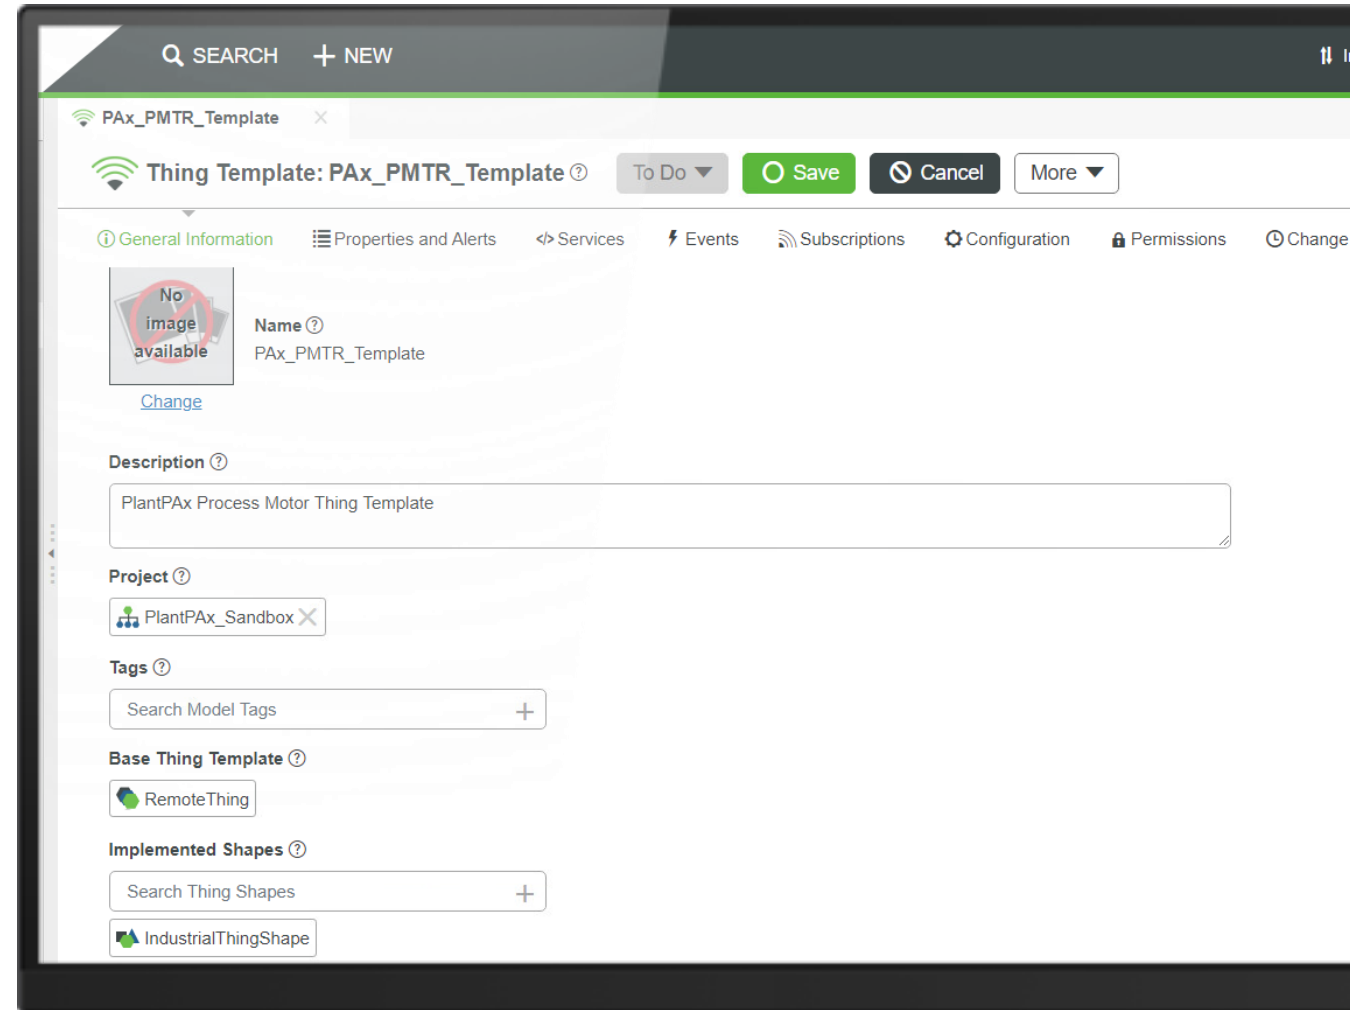 SEARCH NEW
PAx_PMTR_Template
Thing Template: PAx_PMTR_Template To Do Save Cancel More
General Information Properties and Alerts Services Events Subscriptions Configuration Permissions Change
No
image
available
Name
PAx_PMTR_Template
Change
Description
PlantPAx Process Motor Thing Template
Project
PlantPAx_Sandbox
Tags
Search Model Tags
Base Thing Template
RemoteThing
Implemented Shapes
Search Thing Shapes
IndustrialThingShape